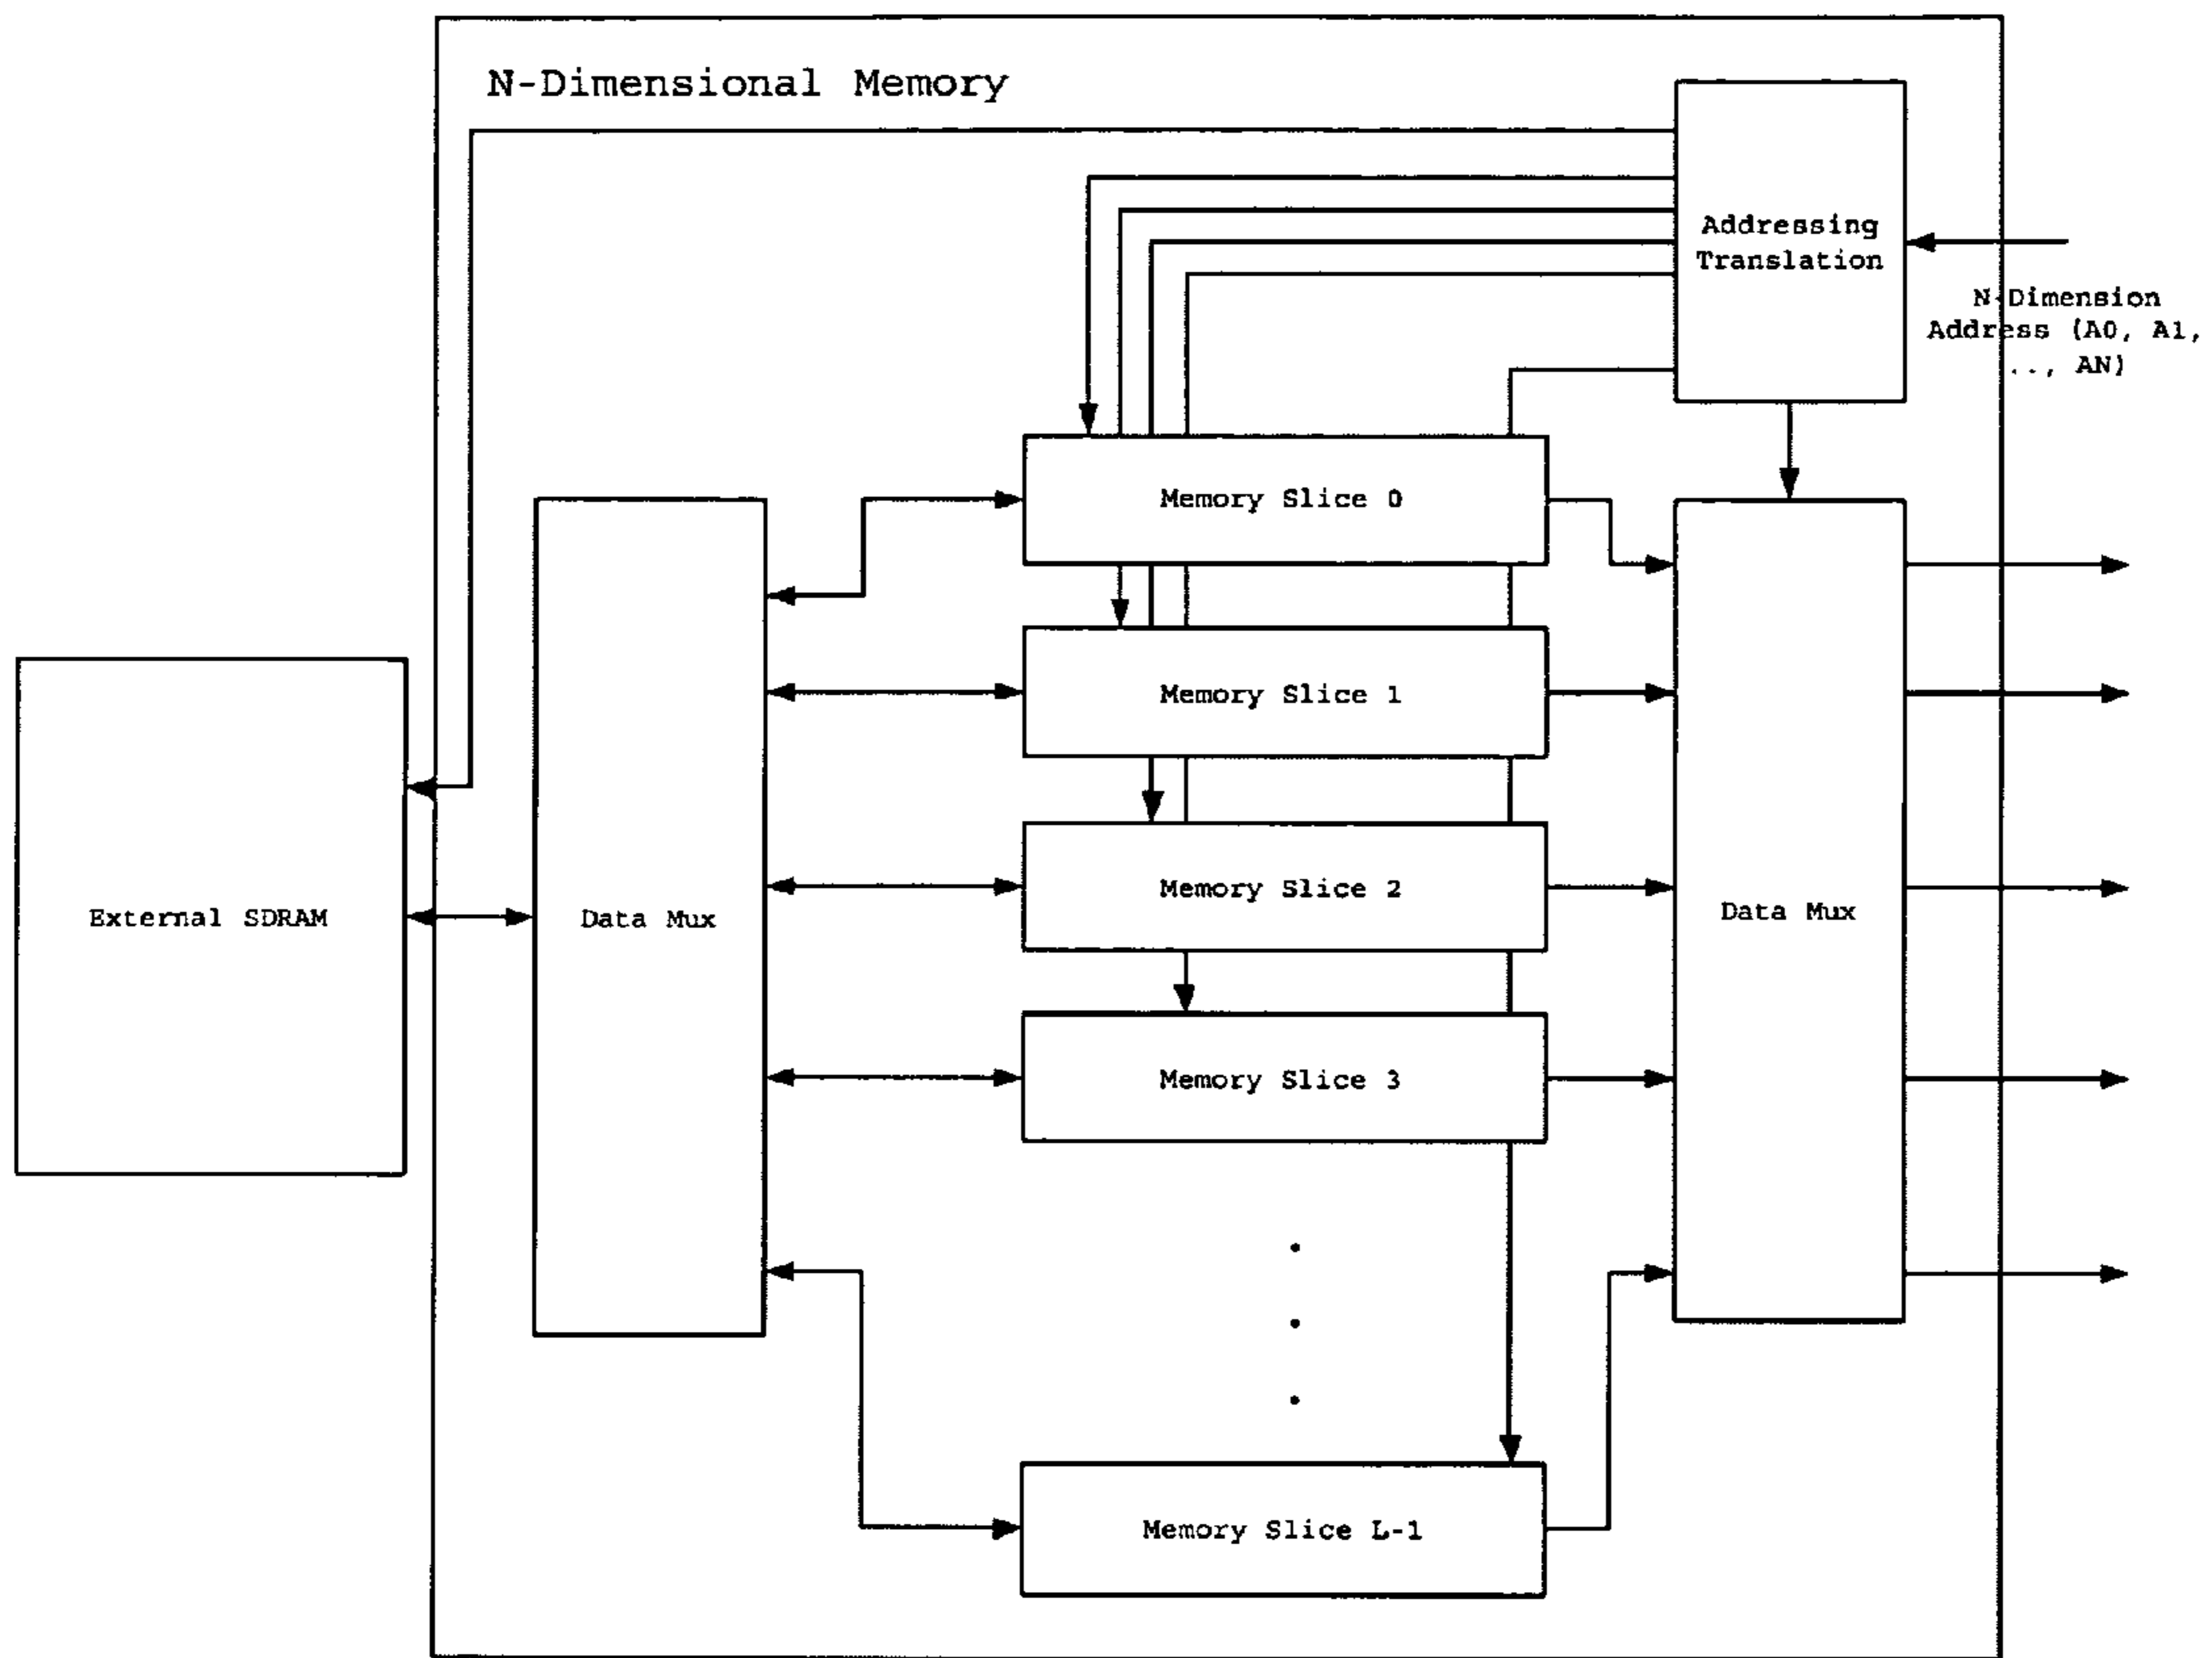 N-Dimensional Memory
Addressing
Translation
N-Dimension
Address (A0, A1,
.., AN)
Memory Slice 0
Memory Slice 1
Memory Slice 2
Memory Slice 3
Memory Slice L-1
External SDRAM
Data Mux
Data Mux